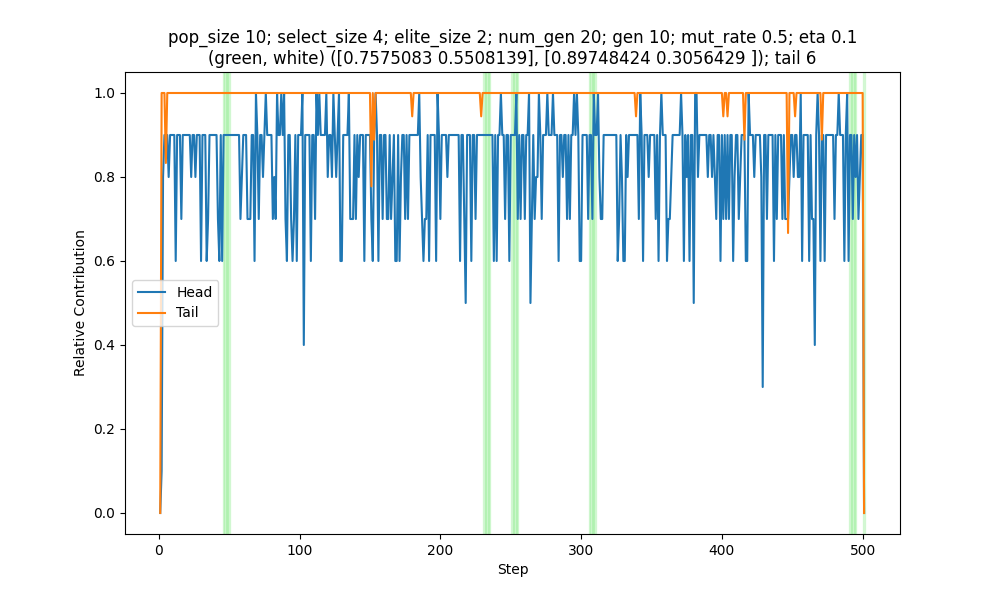 pop_size 10; select_size 4; elite_size 2; num_gen 20; gen 10; mut_rate 0.5; eta 0.1
(green, white) ([0.7575083 0.5508139], [0.89748424 0.3056429 ]); tail 6
1.0
0.8
0.6
0.4
0.2
0.0
Relative Contribution
Head
Tail
0
100
200
300
400
500
Step